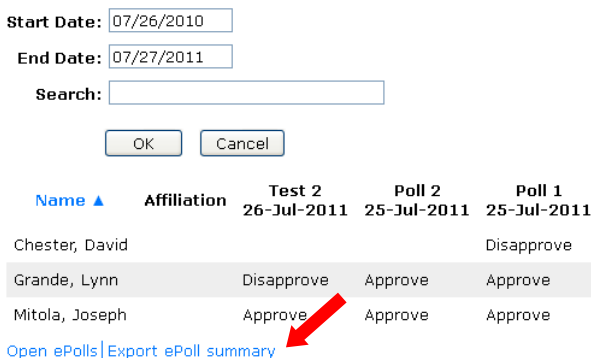 Start Date: 07/26/2010
End Date: 07/27/2011
Search:
OK Cancel
Name ▲ Affiliation Test 2 26-Jul-2011 Poll 2 25-Jul-2011 Poll 1 25-Jul-2011
Chester, David Disapprove
Grande, Lynn Disapprove Approve Approve
Mitola, Joseph Approve Approve Approve
Open ePolls|Export ePoll summary